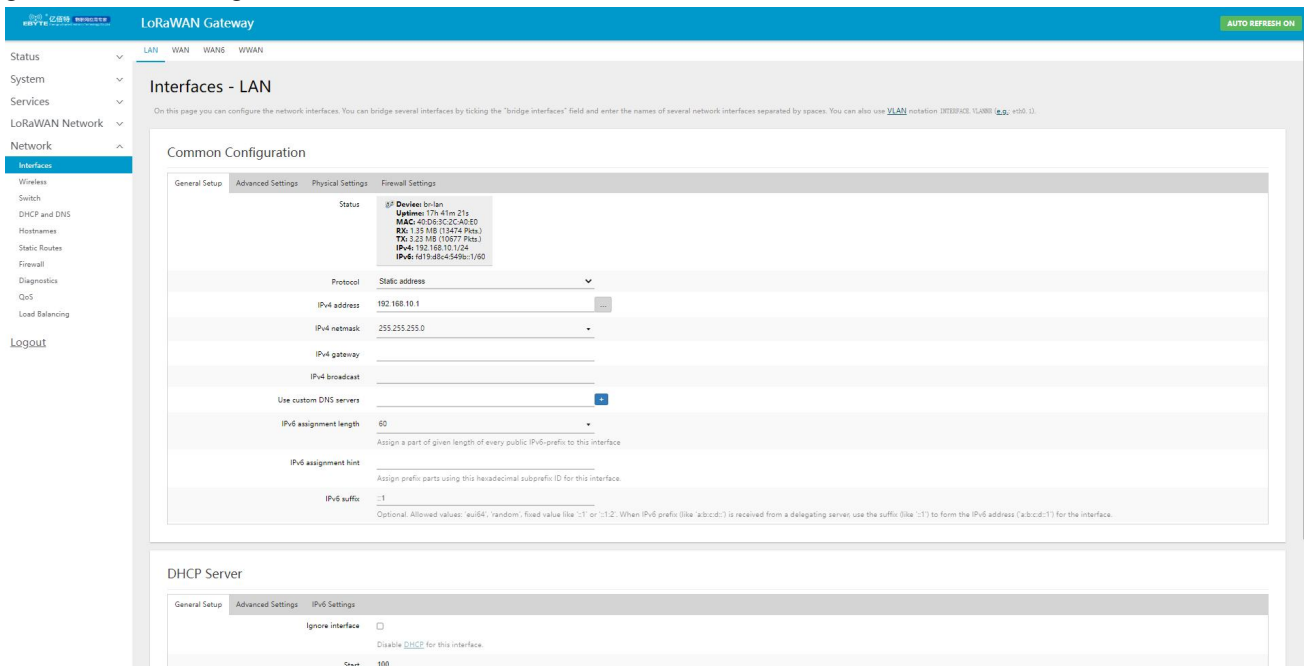 EBYTE 亿佰特
LoRaWAN Gateway
AUTO REFRESH ON
Status
System
Services
LoRaWAN Network
Network
Interfaces
Wireless
Switch
DHCP and DNS
Hostnames
Static Routes
Firewall
Diagnostics
QoS
Load Balancing
Logout
LAN WAN WAN6 WWAN
Interfaces - LAN
On this page you can configure the network interfaces. You can bridge several interfaces by ticking the "bridge interfaces" field and enter the names of several network interfaces separated by spaces. You can also use VLAN notation INTERFACE.VLANNR (e.g.: eth0.1).
Common Configuration
General Setup Advanced Settings Physical Settings Firewall Settings
Status
Device: br-lan
Uptime: 17h 41m 21s
MAC: 40:D6:3C:2C:A0:E0
RX: 1.35 MB (13474 Pkts.)
TX: 3.23 MB (10677 Pkts.)
IPv4: 192.168.10.1/24
IPv6: fd19:d8c4:549b::1/60
Protocol Static address
IPv4 address 192.168.10.1 ...
IPv4 netmask 255.255.255.0
IPv4 gateway
IPv4 broadcast
Use custom DNS servers +
IPv6 assignment length 60
Assign a part of given length of every public IPv6-prefix to this interface
IPv6 assignment hint
Assign prefix parts using this hexadecimal subprefix ID for this interface.
IPv6 suffix ::1
Optional. Allowed values: 'eui64', 'random', fixed value like '::1' or '::1:2'. When IPv6 prefix (like 'a:b:c:d::') is received from a delegating server, use the suffix (like '::1') to form the IPv6 address ('a:b:c:d::1') for the interface.
DHCP Server
General Setup Advanced Settings IPv6 Settings
Ignore interface
Disable DHCP for this interface.
Start 100